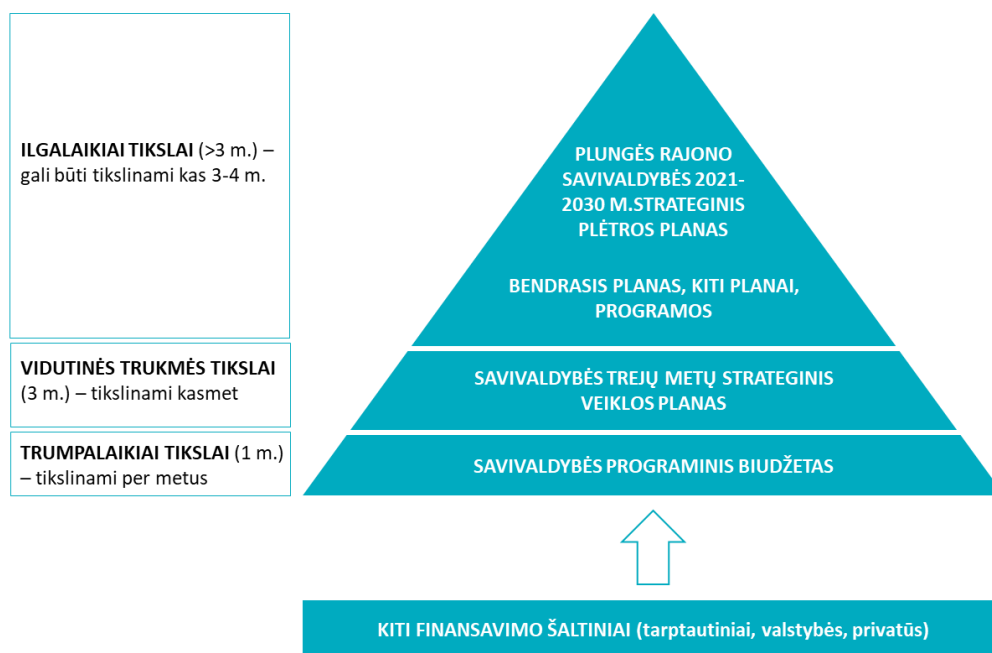 ILGALAIKIAI TIKSLAI (>3 m.) –
gali būti tikslinami kas 3-4 m.
PLUNGĖS RAJONO
SAVIVALDYBĖS 2021-
2030 M.STRATEGINIS
PLĖTROS PLANAS
BENDRASIS PLANAS, KITI PLANAI,
PROGRAMOS
VIDUTINĖS TRUKMĖS TIKSLAI
(3 m.) – tikslinami kasmet
SAVIVALDYBĖS TREJŲ METŲ STRATEGINIS
VEIKLOS PLANAS
TRUMPALAIKIAI TIKSLAI (1 m.)
– tikslinami per metus
SAVIVALDYBĖS PROGRAMINIS BIUDŽETAS
KITI FINANSAVIMO ŠALTINIAI (tarptautiniai, valstybės, privatūs)